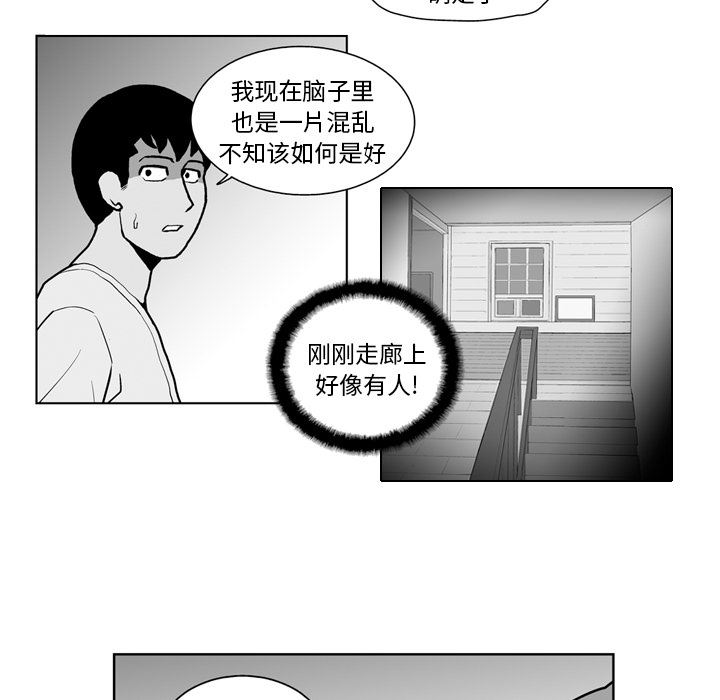 我现在脑子里
也是一片混乱
不知该如何是好
刚刚走廊上
好像有人!